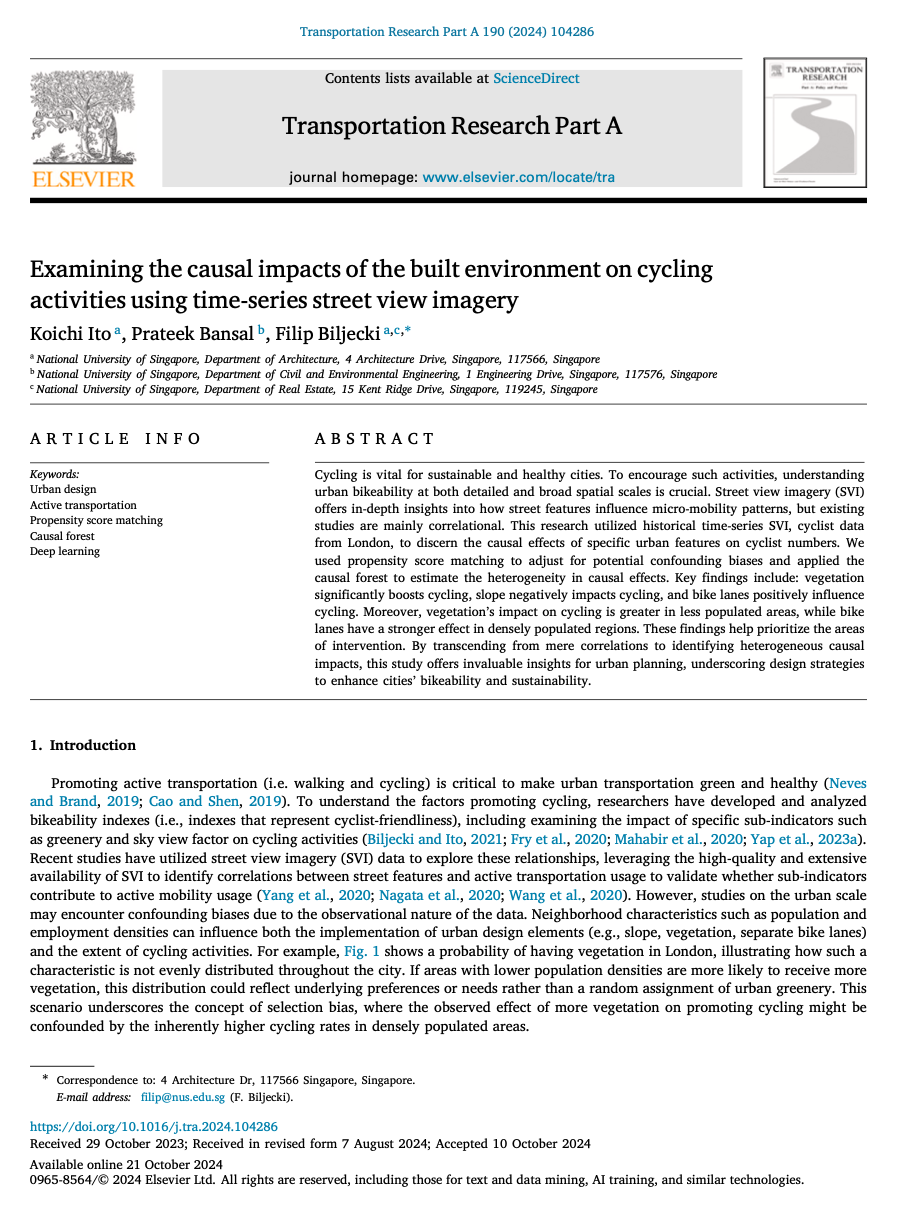 Transportation Research Part A 190 (2024) 104286
Contents lists available at ScienceDirect
Transportation Research Part A
journal homepage: www.elsevier.com/locate/tra
ELSEVIER
TRANSPORTATION
RESEARCH
Part A: Policy and Practice
Examining the causal impacts of the built environment on cycling
activities using time-series street view imagery
Koichi Ito a, Prateek Bansal b, Filip Biljecki a,c,*
a National University of Singapore, Department of Architecture, 4 Architecture Drive, Singapore, 117566, Singapore
b National University of Singapore, Department of Civil and Environmental Engineering, 1 Engineering Drive, Singapore, 117576, Singapore
c National University of Singapore, Department of Real Estate, 15 Kent Ridge Drive, Singapore, 119245, Singapore
ARTICLE INFO
Keywords:
Urban design
Active transportation
Propensity score matching
Causal forest
Deep learning
ABSTRACT
Cycling is vital for sustainable and healthy cities. To encourage such activities, understanding
urban bikeability at both detailed and broad spatial scales is crucial. Street view imagery (SVI)
offers in-depth insights into how street features influence micro-mobility patterns, but existing
studies are mainly correlational. This research utilized historical time-series SVI, cyclist data
from London, to discern the causal effects of specific urban features on cyclist numbers. We
used propensity score matching to adjust for potential confounding biases and applied the
causal forest to estimate the heterogeneity in causal effects. Key findings include: vegetation
significantly boosts cycling, slope negatively impacts cycling, and bike lanes positively influence
cycling. Moreover, vegetation's impact on cycling is greater in less populated areas, while bike
lanes have a stronger effect in densely populated regions. These findings help prioritize the areas
of intervention. By transcending from mere correlations to identifying heterogeneous causal
impacts, this study offers invaluable insights for urban planning, underscoring design strategies
to enhance cities' bikeability and sustainability.
1. Introduction
Promoting active transportation (i.e. walking and cycling) is critical to make urban transportation green and healthy (Neves
and Brand, 2019; Cao and Shen, 2019). To understand the factors promoting cycling, researchers have developed and analyzed
bikeability indexes (i.e., indexes that represent cyclist-friendliness), including examining the impact of specific sub-indicators such
as greenery and sky view factor on cycling activities (Biljecki and Ito, 2021; Fry et al., 2020; Mahabir et al., 2020; Yap et al., 2023a).
Recent studies have utilized street view imagery (SVI) data to explore these relationships, leveraging the high-quality and extensive
availability of SVI to identify correlations between street features and active transportation usage to validate whether sub-indicators
contribute to active mobility usage (Yang et al., 2020; Nagata et al., 2020; Wang et al., 2020). However, studies on the urban scale
may encounter confounding biases due to the observational nature of the data. Neighborhood characteristics such as population and
employment densities can influence both the implementation of urban design elements (e.g., slope, vegetation, separate bike lanes)
and the extent of cycling activities. For example, Fig. 1 shows a probability of having vegetation in London, illustrating how such a
characteristic is not evenly distributed throughout the city. If areas with lower population densities are more likely to receive more
vegetation, this distribution could reflect underlying preferences or needs rather than a random assignment of urban greenery. This
scenario underscores the concept of selection bias, where the observed effect of more vegetation on promoting cycling might be
confounded by the inherently higher cycling rates in densely populated areas.
* Correspondence to: 4 Architecture Dr, 117566 Singapore, Singapore.
E-mail address: filip@nus.edu.sg (F. Biljecki).
https://doi.org/10.1016/j.tra.2024.104286
Received 29 October 2023; Received in revised form 7 August 2024; Accepted 10 October 2024
Available online 21 October 2024
0965-8564/© 2024 Elsevier Ltd. All rights are reserved, including those for text and data mining, AI training, and similar technologies.